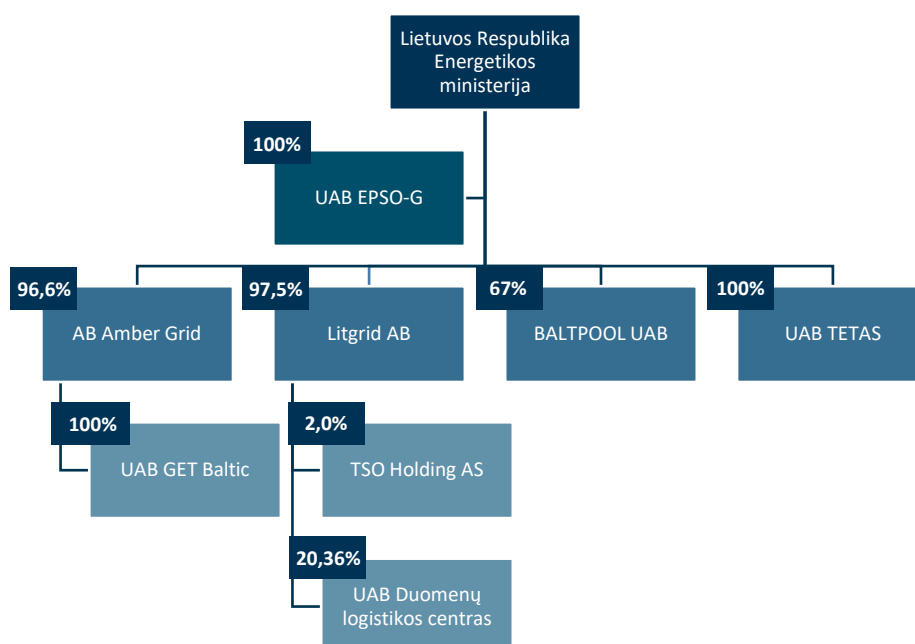 Lietuvos Respublika
Energetikos
ministerija
100%
UAB EPSO-G
96,6%
AB Amber Grid
97,5%
Litgrid AB
67%
BALTPOOL UAB
100%
UAB TETAS
100%
UAB GET Baltic
2,0%
TSO Holding AS
20,36%
UAB Duomenų
logistikos centras